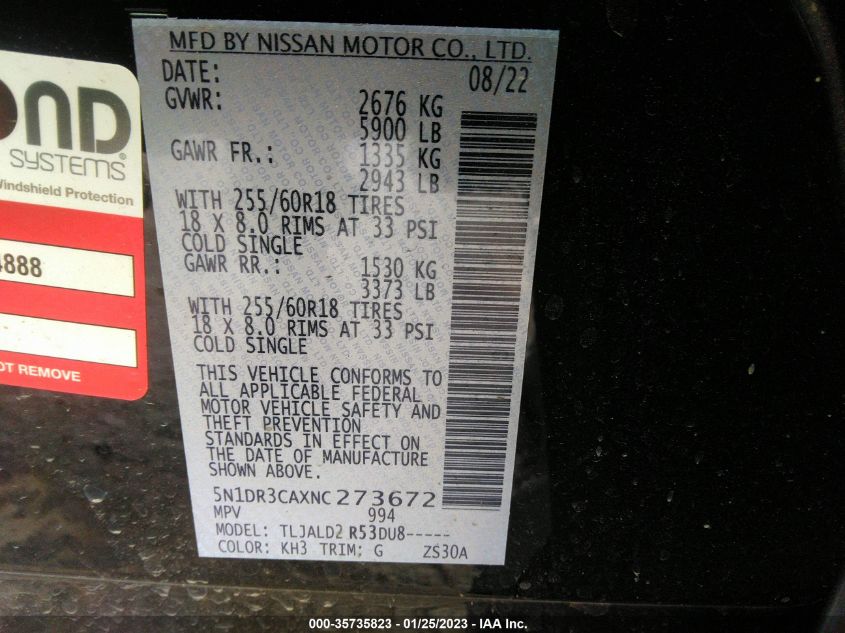 MFD BY NISSAN MOTOR CO., LTD.
DATE: 08/22
GVWR: 2676 KG
5900 LB
GAWR FR.: 1335 KG
2943 LB
WITH 255/60R18 TIRES
18 X 8.0 RIMS AT 33 PSI
COLD SINGLE
GAWR RR.: 1530 KG
3373 LB
WITH 255/60R18 TIRES
18 X 8.0 RIMS AT 33 PSI
COLD SINGLE
THIS VEHICLE CONFORMS TO
ALL APPLICABLE FEDERAL
MOTOR VEHICLE SAFETY AND
THEFT PREVENTION
STANDARDS IN EFFECT ON
THE DATE OF MANUFACTURE
SHOWN ABOVE.
5N1DR3CAXNC273672
MPV 994
MODEL: TLJALD2 R53DU8-----
COLOR: KH3 TRIM: G ZS30A
OND
SYSTEMS®
Windshield Protection
4888
OT REMOVE
000-35735823 - 01/25/2023 - IAA Inc.